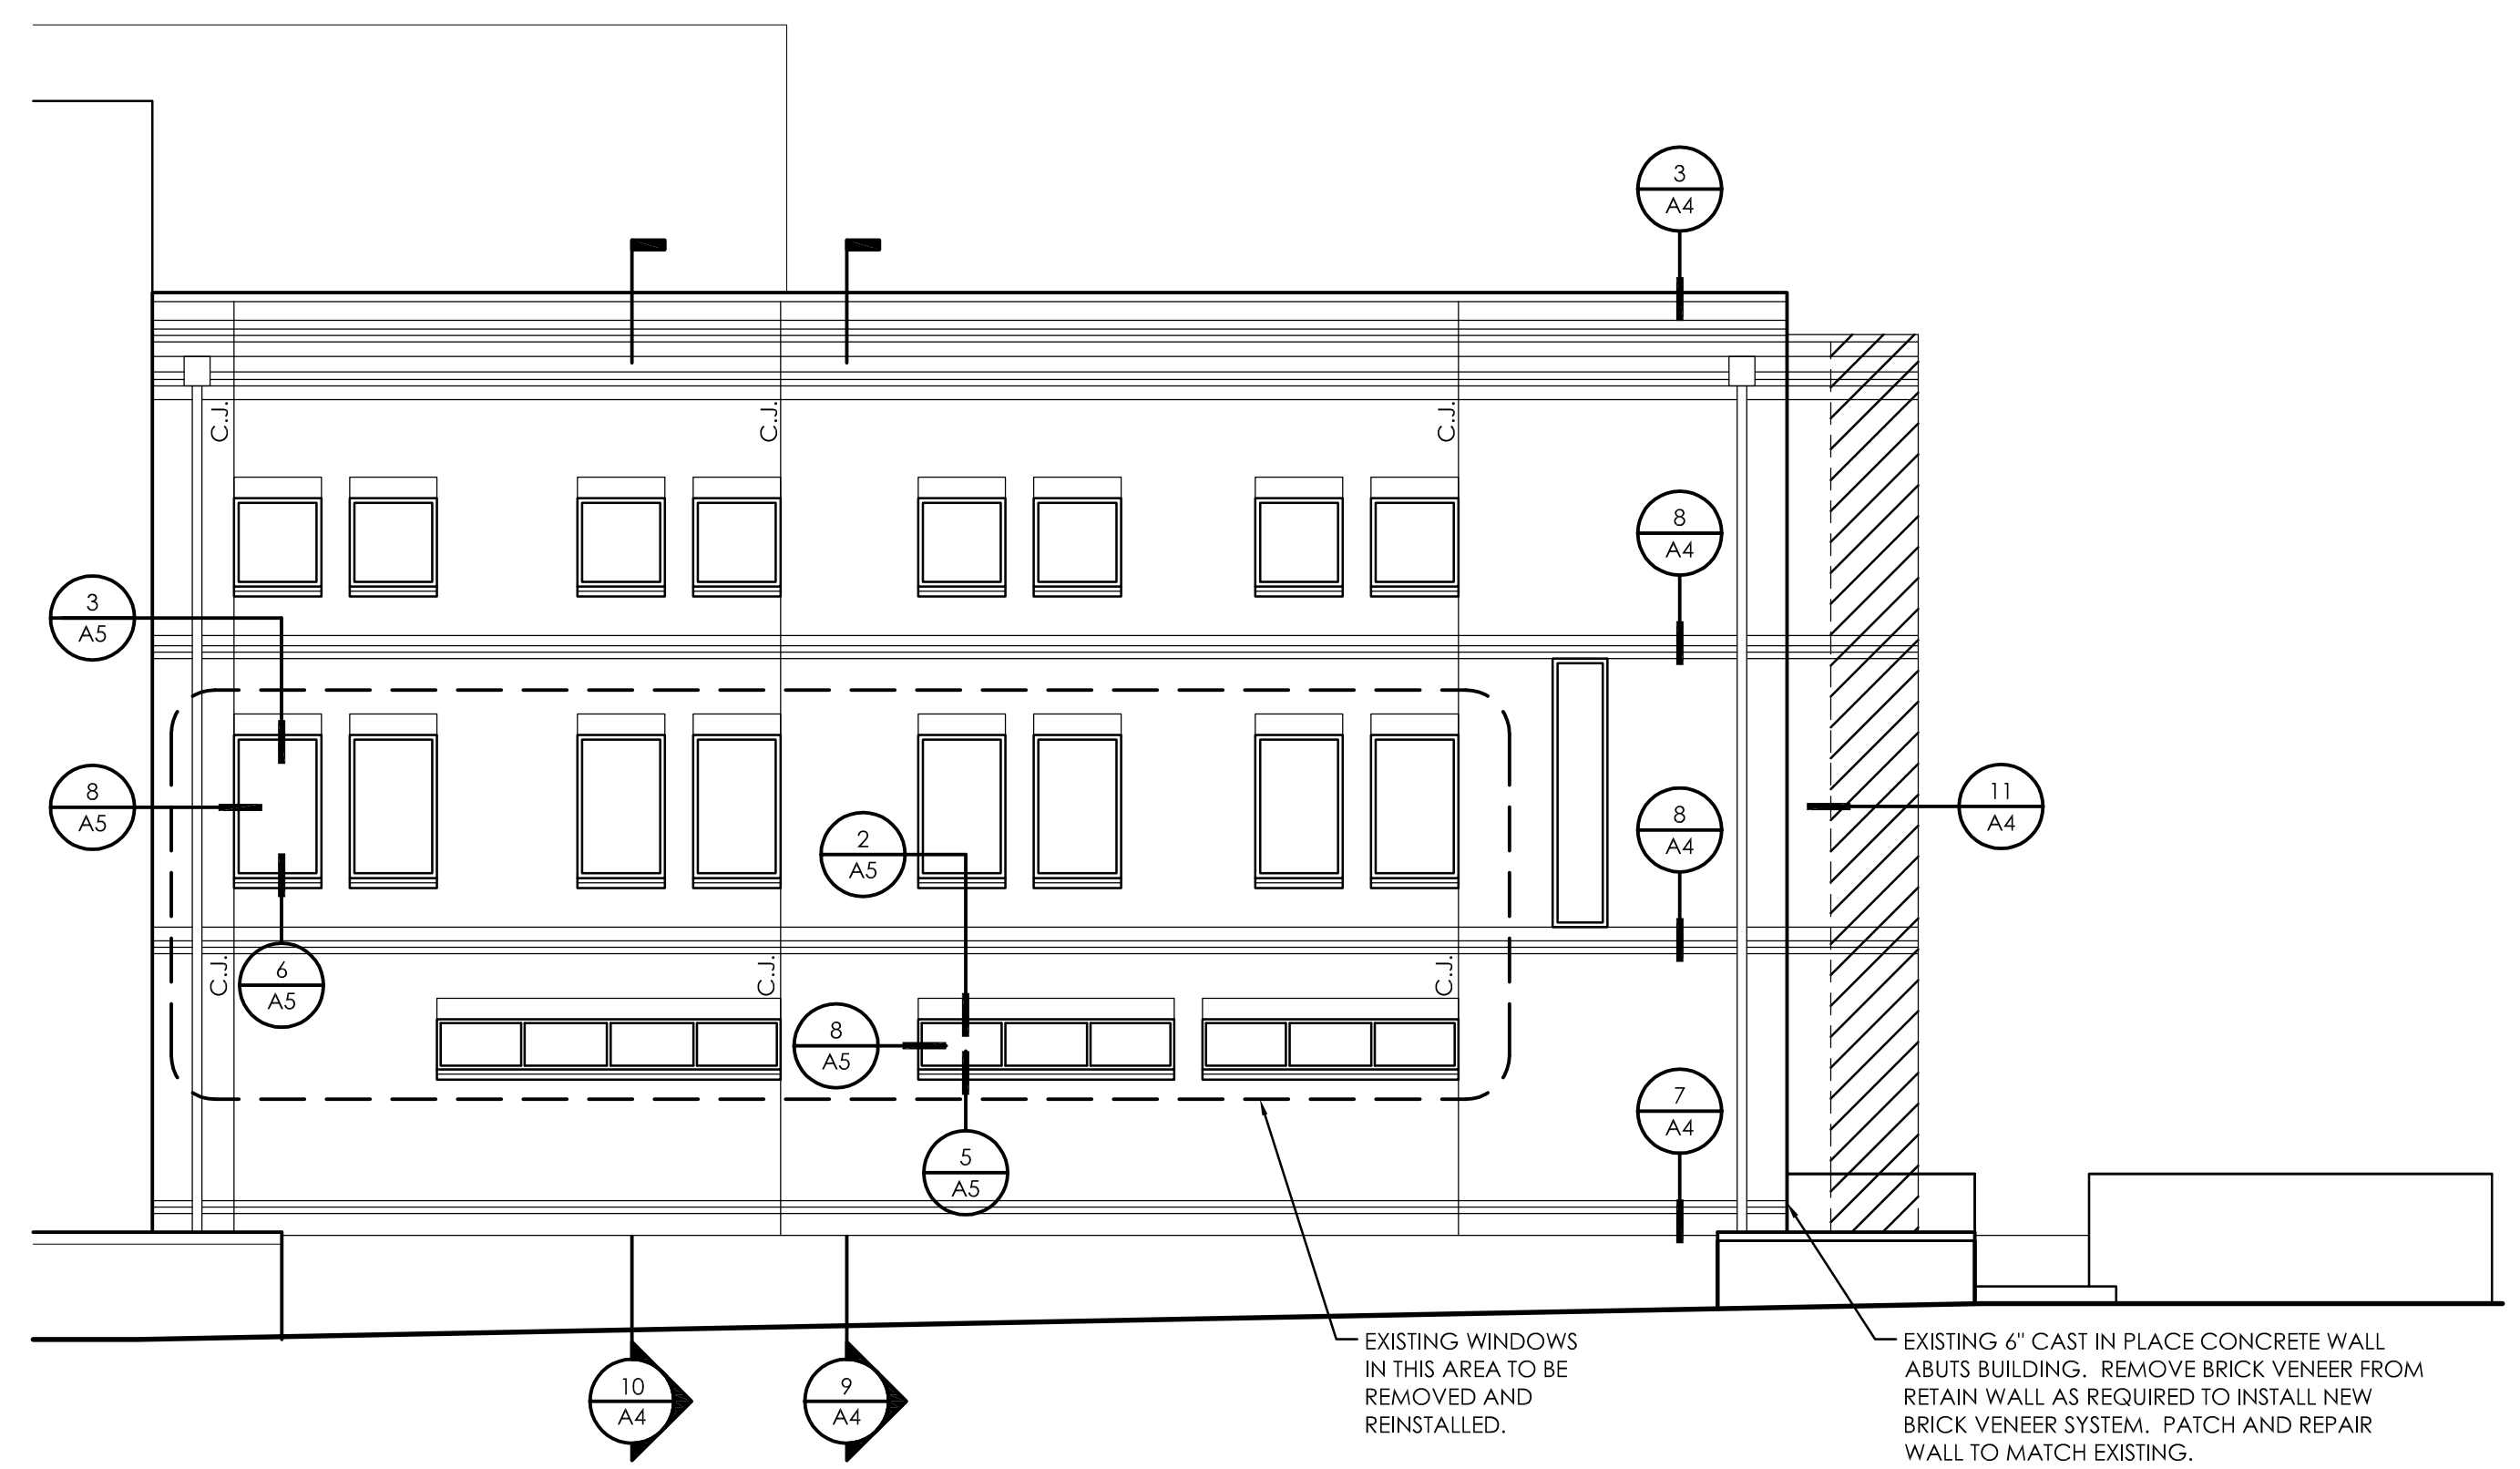 3
A4
C.J.
C.J.
C.J.
8
A4
3
A5
8
A5
2
A5
8
A4
11
A4
C.J.
C.J.
C.J.
6
A5
8
A5
5
A5
7
A4
10
A4
9
A4
EXISTING WINDOWS
IN THIS AREA TO BE
REMOVED AND
REINSTALLED.
EXISTING 6" CAST IN PLACE CONCRETE WALL
ABUTS BUILDING. REMOVE BRICK VENEER FROM
RETAIN WALL AS REQUIRED TO INSTALL NEW
BRICK VENEER SYSTEM. PATCH AND REPAIR
WALL TO MATCH EXISTING.